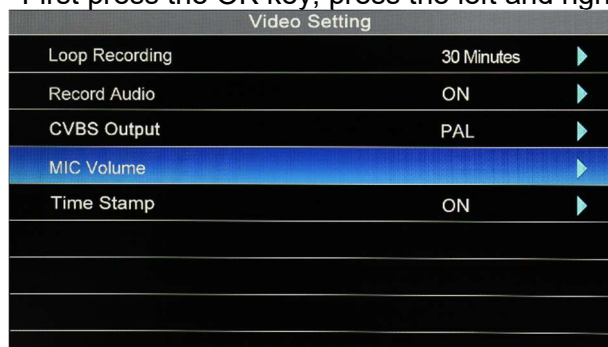 First press the OK key, press the left and righ
Video Setting
Loop Recording 30 Minutes
Record Audio ON
CVBS Output PAL
MIC Volume
Time Stamp ON